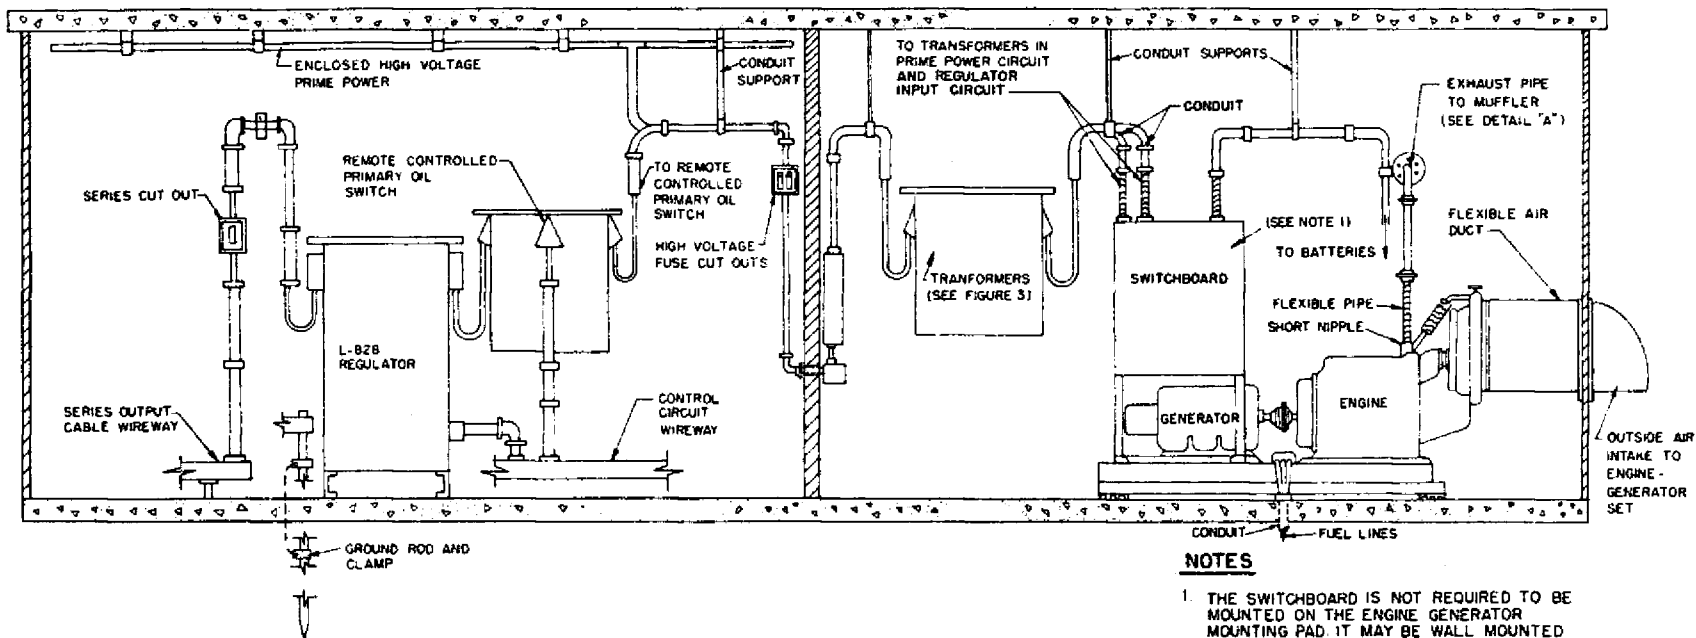 ENCLOSED HIGH VOLTAGE
PRIME POWER
CONDUIT
SUPPORT
TO TRANSFORMERS IN
PRIME POWER CIRCUIT
AND REGULATOR
INPUT CIRCUIT
CONDUIT SUPPORTS
CONDUIT
EXHAUST PIPE
TO MUFFLER
(SEE DETAIL "A")
SERIES CUT OUT
REMOTE CONTROLLED
PRIMARY OIL
SWITCH
TO REMOTE
CONTROLLED
PRIMARY OIL
SWITCH
HIGH VOLTAGE
FUSE CUT OUTS
TRANFORMERS
(SEE FIGURE 3)
(SEE NOTE 1)
TO BATTERIES
SWITCHBOARD
FLEXIBLE AIR
DUCT
FLEXIBLE PIPE
SHORT NIPPLE
L-828
REGULATOR
SERIES OUTPUT
CABLE WIREWAY
CONTROL
CIRCUIT
WIREWAY
GENERATOR
ENGINE
OUTSIDE AIR
INTAKE TO
ENGINE-
GENERATOR
SET
GROUND ROD AND
CLAMP
CONDUIT
FUEL LINES
NOTES
1. THE SWITCHBOARD IS NOT REQUIRED TO BE
MOUNTED ON THE ENGINE GENERATOR
MOUNTING PAD. IT MAY BE WALL MOUNTED